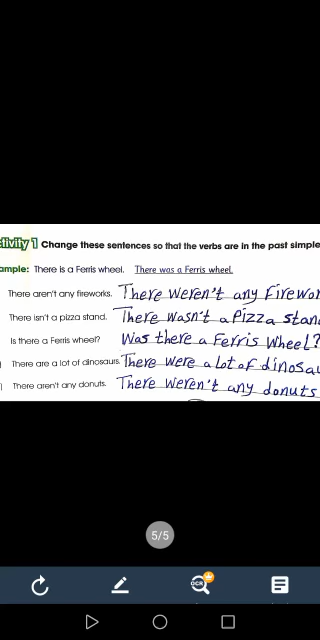 tivity 1 Change these sentences so that the verbs are in the past simple
ample: There is a Ferris wheel. There was a Ferris wheel.
There aren't any fireworks. There weren't any firewor
There isn't a pizza stand. There wasn't a Pizza stan
Is there a Ferris wheel? Was there a Ferris Wheel?
There are a lot of dinosaurs. There were a lot of dinosau
There aren't any donuts. There weren't any donuts
5/5
OCR